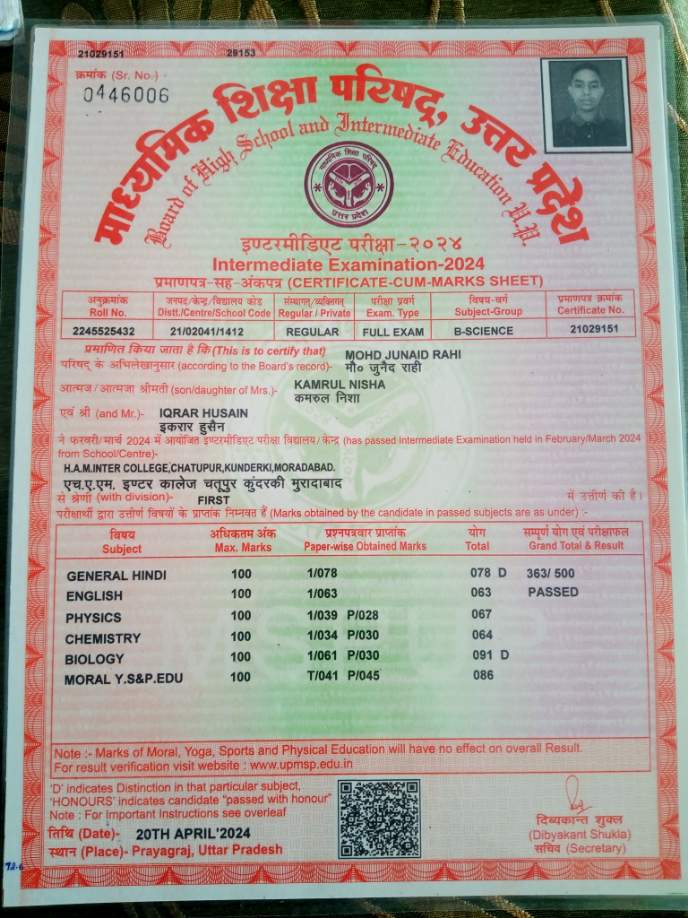 21029151 29153
क्रमांक (Sr. No.) -
0446006
माध्यमिक शिक्षा परिषद्, उत्तर प्रदेश
Board of High School and Intermediate Education U.P.
माध्यमिक शिक्षा परिषद्
उत्तर प्रदेश
इण्टरमीडिएट परीक्षा-२०२४
Intermediate Examination-2024
प्रमाणपत्र-सह-अंकपत्र (CERTIFICATE-CUM-MARKS SHEET)
अनुक्रमांक जनपद/केन्द्र/विद्यालय कोड संस्थागत्/व्यक्तिगत् परीक्षा प्रवर्ग विषय-वर्ग प्रमाणपत्र क्रमांक
Roll No. Distt./Centre/School Code Regular / Private Exam. Type Subject-Group Certificate No.
2245525432 21/02041/1412 REGULAR FULL EXAM B-SCIENCE 21029151
प्रमाणित किया जाता है कि (This is to certify that) MOHD JUNAID RAHI
परिषद् के अभिलेखानुसार (according to the Board's record)- मौ० जुनैद राही
आत्मज/आत्मजा श्रीमती (son/daughter of Mrs.)- KAMRUL NISHA
कमरुल निशा
एवं श्री (and Mr.)- IQRAR HUSAIN
इकरार हुसैन
ने फरवरी/मार्च 2024 में आयोजित इण्टरमीडिएट परीक्षा विद्यालय/केन्द्र (has passed Intermediate Examination held in February/March 2024
from School/Centre)-
H.A.M.INTER COLLEGE,CHATUPUR,KUNDERKI,MORADABAD.
एच.ए.एम. इण्टर कालेज चतूपुर कुंदरकी मुरादाबाद
से श्रेणी (with division)- FIRST में उत्तीर्ण की है।
परीक्षार्थी द्वारा उत्तीर्ण विषयों के प्राप्तांक निम्नवत हैं (Marks obtained by the candidate in passed subjects are as under) :-
विषय अधिकतम अंक प्रश्नपत्रवार प्राप्तांक योग सम्पूर्ण योग एवं परीक्षाफल
Subject Max. Marks Paper-wise Obtained Marks Total Grand Total & Result
GENERAL HINDI 100 1/078 078 D 363/ 500
ENGLISH 100 1/063 063 PASSED
PHYSICS 100 1/039 P/028 067
CHEMISTRY 100 1/034 P/030 064
BIOLOGY 100 1/061 P/030 091 D
MORAL Y.S&P.EDU 100 T/041 P/045 086
Note :- Marks of Moral, Yoga, Sports and Physical Education will have no effect on overall Result.
For result verification visit website : www.upmsp.edu.in
'D' indicates Distinction in that particular subject,
'HONOURS' indicates candidate "passed with honour"
Note : For Important Instructions see overleaf
तिथि (Date)- 20TH APRIL'2024
स्थान (Place)- Prayagraj, Uttar Pradesh
दिब्यकान्त शुक्ल
(Dibyakant Shukla)
सचिव (Secretary)
72.6